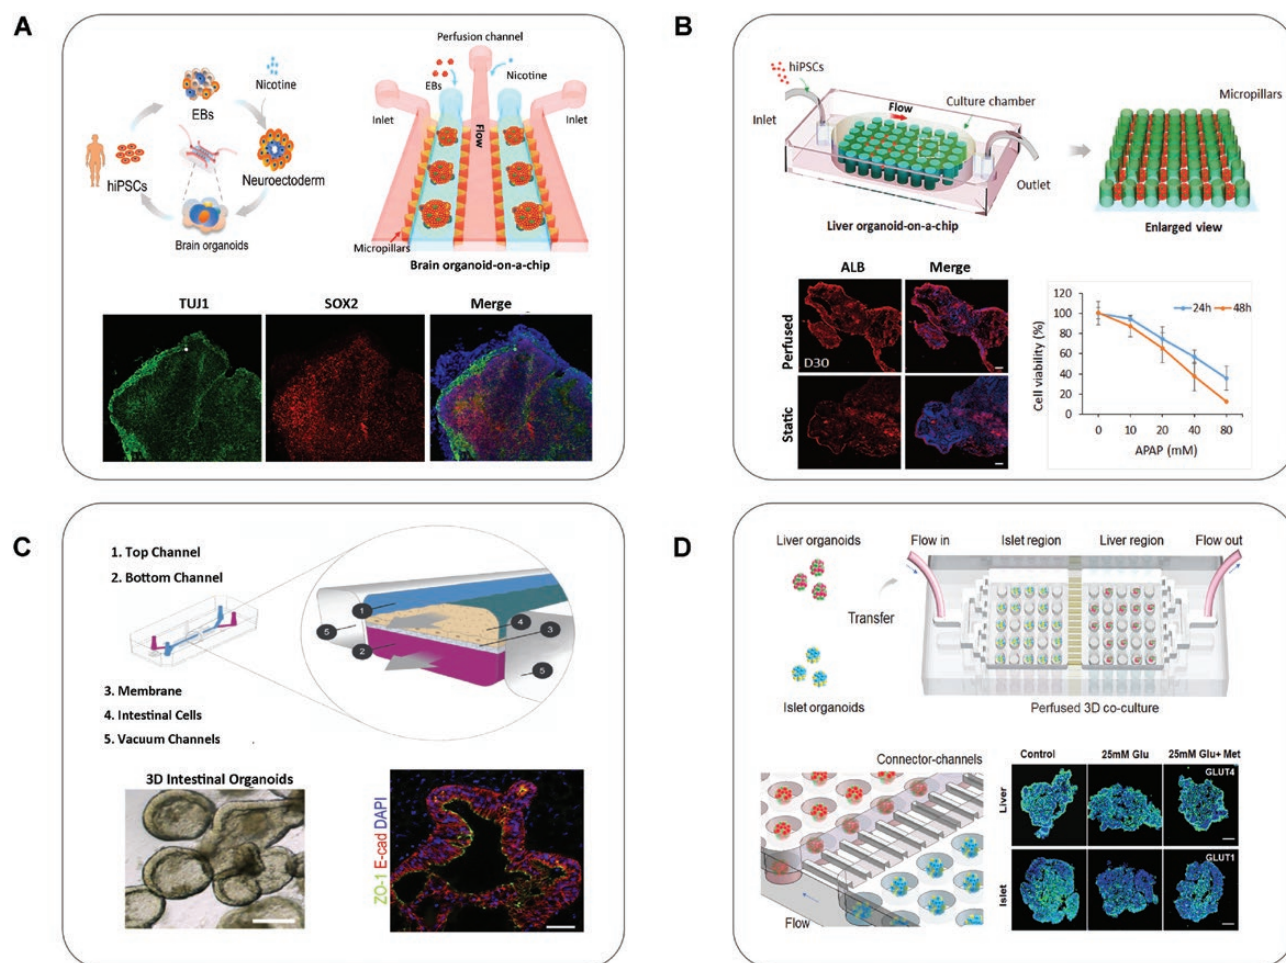 A
Perfusion channel
Nicotine
EBs
EBs
Nicotine
Inlet
Flow
Inlet
hiPSCs
Neuroectoderm
Brain organoids
Micropillars
Brain organoid-on-a-chip
TUJ1 SOX2 Merge
B
hiPSCs
Flow
Culture chamber
Micropillars
Inlet
Outlet
Liver organoid-on-a-chip
Enlarged view
ALB Merge
Perfused
D30
Static
24h 48h
Cell viability (%)
120
100
80
60
40
20
0
0 10 20 40 80
APAP (mM)
C
1. Top Channel
2. Bottom Channel
1
4
5
3
2
5
3. Membrane
4. Intestinal Cells
5. Vacuum Channels
3D Intestinal Organoids
ZO-1 E-cad DAPI
D
Liver organoids
Flow in
Islet region
Liver region
Flow out
Transfer
Islet organoids
Perfused 3D co-culture
Connector-channels
Flow
Control 25mM Glu 25mM Glu+ Met
Liver
GLUT4
Islet
GLUT1